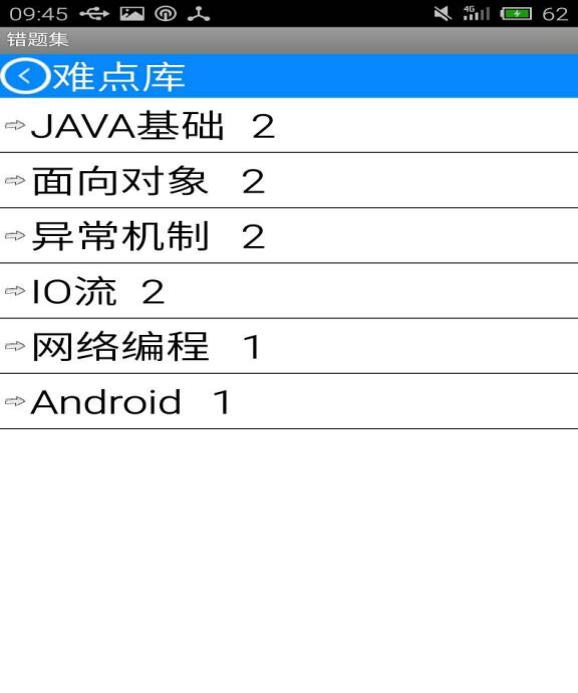 09:45 4G 62
错题集
难点库
JAVA基础 2
面向对象 2
异常机制 2
IO流 2
网络编程 1
Android 1